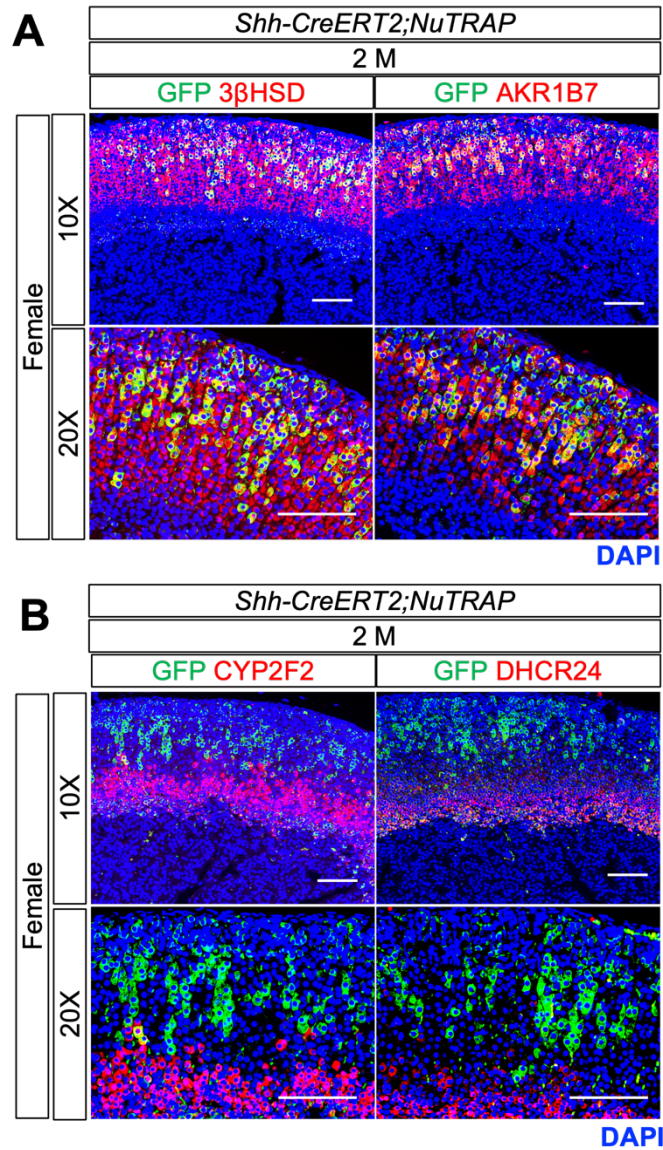 A
Shh-CreERT2;NuTRAP
2 M
GFP 3βHSD
GFP AKR1B7
Female
10X
20X
DAPI
B
Shh-CreERT2;NuTRAP
2 M
GFP CYP2F2
GFP DHCR24
Female
10X
20X
DAPI